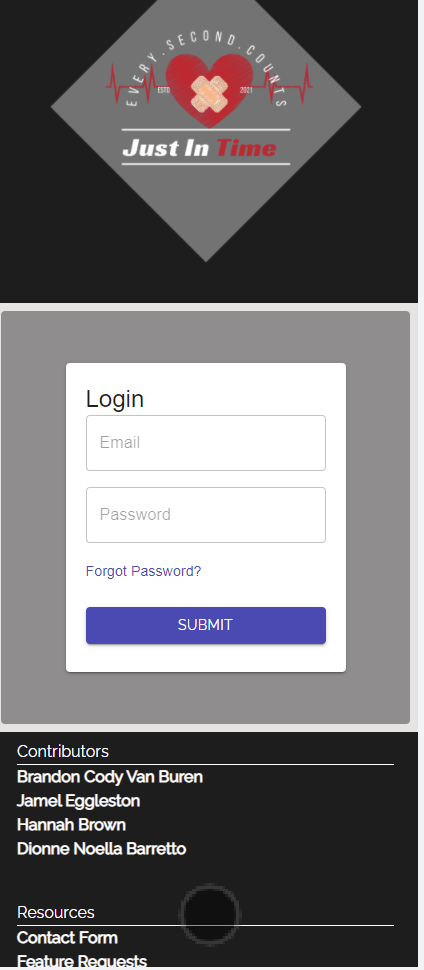 EVERY.SECOND.COUNTS
ESTD 2021
Just In Time
Login
Email
Password
Forgot Password?
SUBMIT
Contributors
Brandon Cody Van Buren
Jamel Eggleston
Hannah Brown
Dionne Noella Barretto
Resources
Contact Form
Feature Requests